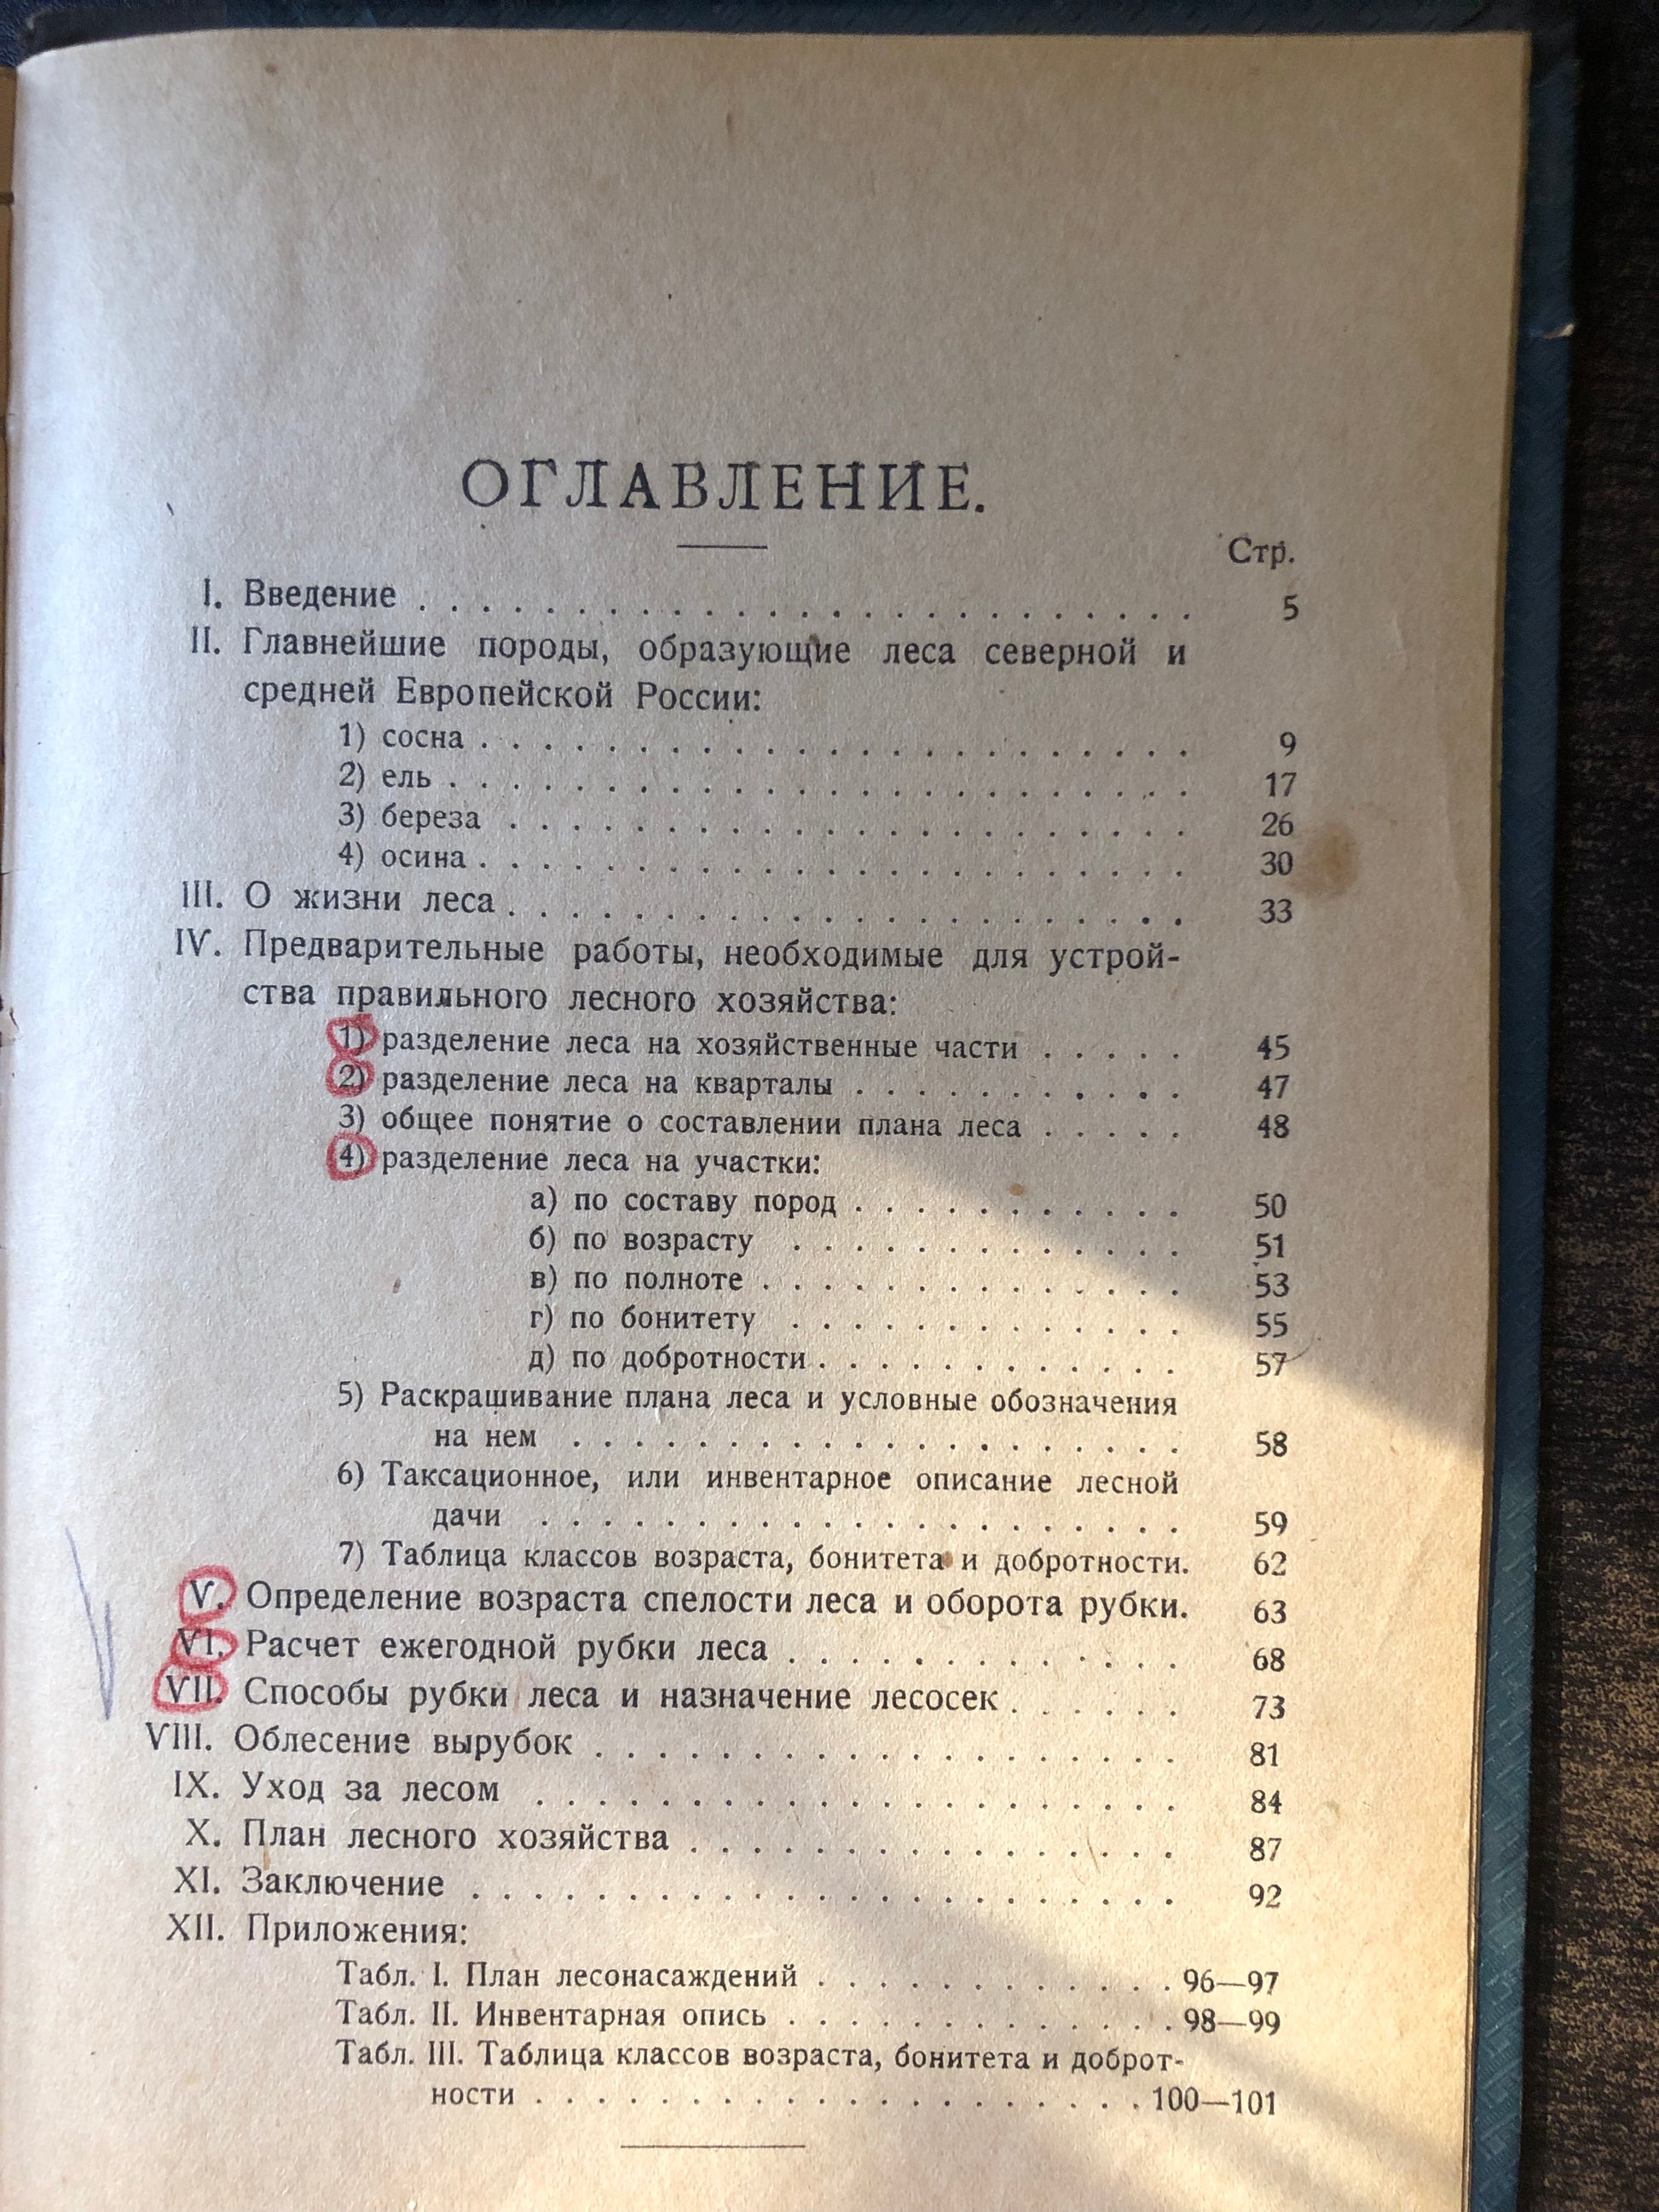 ОГЛАВЛЕНИЕ.
Стр.
I. Введение . . . . . . . . . . . . . . . . . . . . . . . . . 5
II. Главнейшие породы, образующие леса северной и
средней Европейской России:
1) сосна . . . . . . . . . . . . . . . . . . . . . . . 9
2) ель . . . . . . . . . . . . . . . . . . . . . . . . 17
3) береза . . . . . . . . . . . . . . . . . . . . . . 26
4) осина . . . . . . . . . . . . . . . . . . . . . . . 30
III. О жизни леса . . . . . . . . . . . . . . . . . . . . . . 33
IV. Предварительные работы, необходимые для устрой-
ства правильного лесного хозяйства:
1) разделение леса на хозяйственные части . . . . . 45
2) разделение леса на кварталы . . . . . . . . . . . 47
3) общее понятие о составлении плана леса . . . . . 48
4) разделение леса на участки:
а) по составу пород . . . . . . . . . . . 50
б) по возрасту . . . . . . . . . . . . . 51
в) по полноте . . . . . . . . . . . . . . 53
г) по бонитету . . . . . . . . . . . . . 55
д) по добротности . . . . . . . . . . . . 57
5) Раскрашивание плана леса и условные обозначения
на нем . . . . . . . . . . . . . . . . . . . . 58
6) Таксационное, или инвентарное описание лесной
дачи . . . . . . . . . . . . . . . . . . . . . 59
7) Таблица классов возраста, бонитета и добротности. 62
V. Определение возраста спелости леса и оборота рубки. 63
VI. Расчет ежегодной рубки леса . . . . . . . . . . . . . 68
VII. Способы рубки леса и назначение лесосек . . . . . . 73
VIII. Облесение вырубок . . . . . . . . . . . . . . . . . . . 81
IX. Уход за лесом . . . . . . . . . . . . . . . . . . . . . 84
X. План лесного хозяйства . . . . . . . . . . . . . . . . 87
XI. Заключение . . . . . . . . . . . . . . . . . . . . . . . 92
XII. Приложения:
Табл. I. План лесонасаждений . . . . . . . . . . . . 96—97
Табл. II. Инвентарная опись . . . . . . . . . . . . . 98—99
Табл. III. Таблица классов возраста, бонитета и доброт-
ности . . . . . . . . . . . . . . . . . . . . 100—101